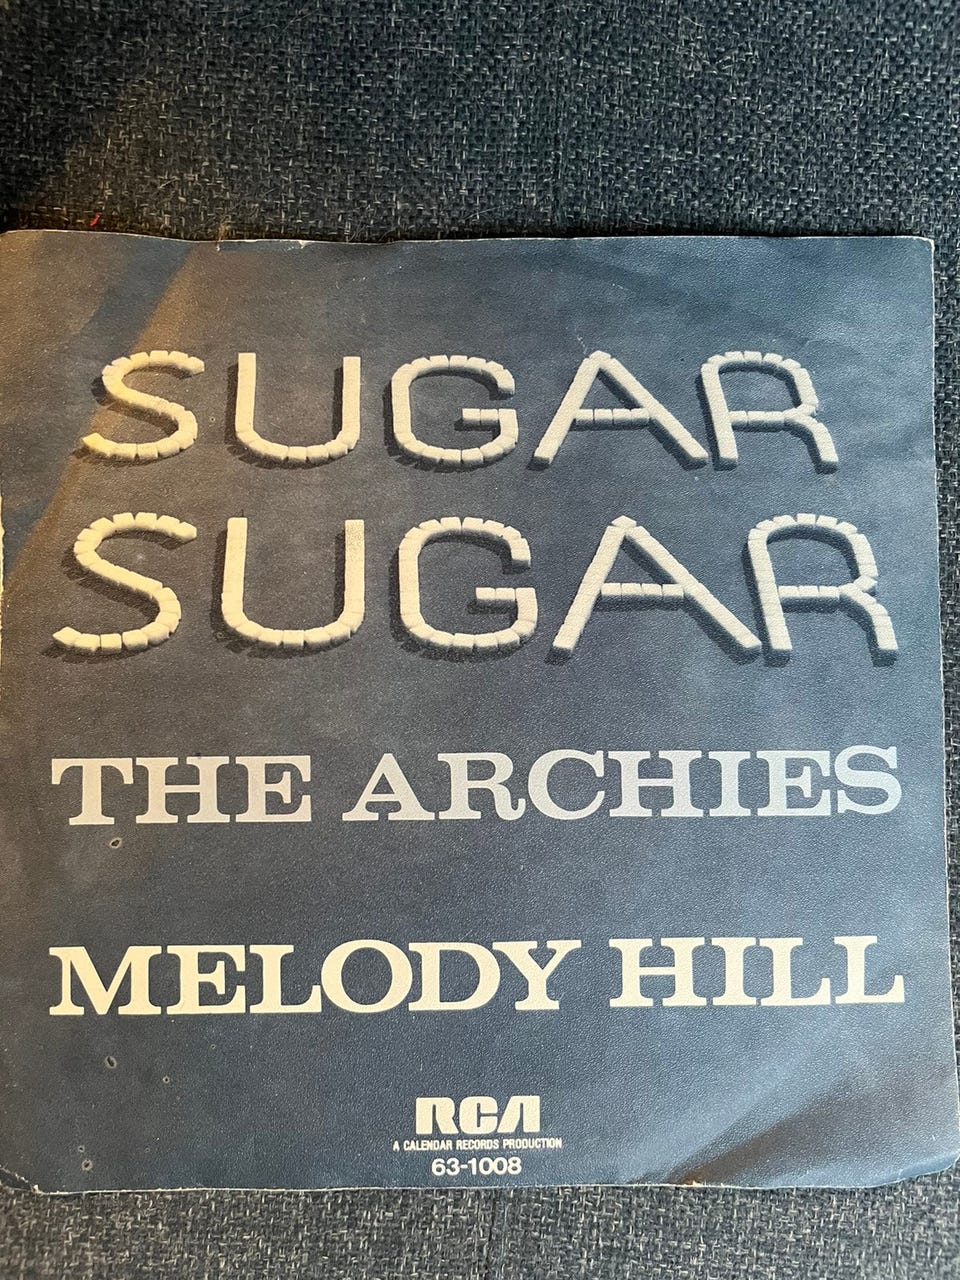 SUGAR
SUGAR
THE ARCHIES
MELODY HILL
RCA
A CALENDAR RECORDS PRODUCTION
63-1008